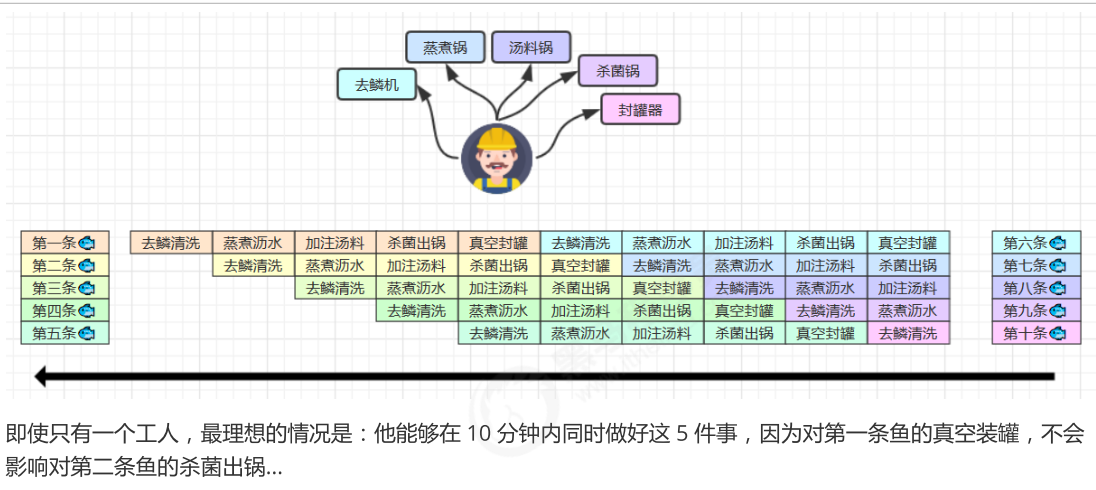 蒸煮锅 汤料锅
杀菌锅
去鳞机
封罐器
第一条 去鳞清洗 蒸煮沥水 加注汤料 杀菌出锅 真空封罐 去鳞清洗 蒸煮沥水 加注汤料 杀菌出锅 真空封罐 第六条
第二条 去鳞清洗 蒸煮沥水 加注汤料 杀菌出锅 真空封罐 去鳞清洗 蒸煮沥水 加注汤料 杀菌出锅 第七条
第三条 去鳞清洗 蒸煮沥水 加注汤料 杀菌出锅 真空封罐 去鳞清洗 蒸煮沥水 加注汤料 第八条
第四条 去鳞清洗 蒸煮沥水 加注汤料 杀菌出锅 真空封罐 去鳞清洗 蒸煮沥水 第九条
第五条 去鳞清洗 蒸煮沥水 加注汤料 杀菌出锅 真空封罐 去鳞清洗 第十条
即使只有一个工人，最理想的情况是：他能够在 10 分钟内同时做好这 5 件事，因为对第一条鱼的真空装罐，不会
影响对第二条鱼的杀菌出锅...